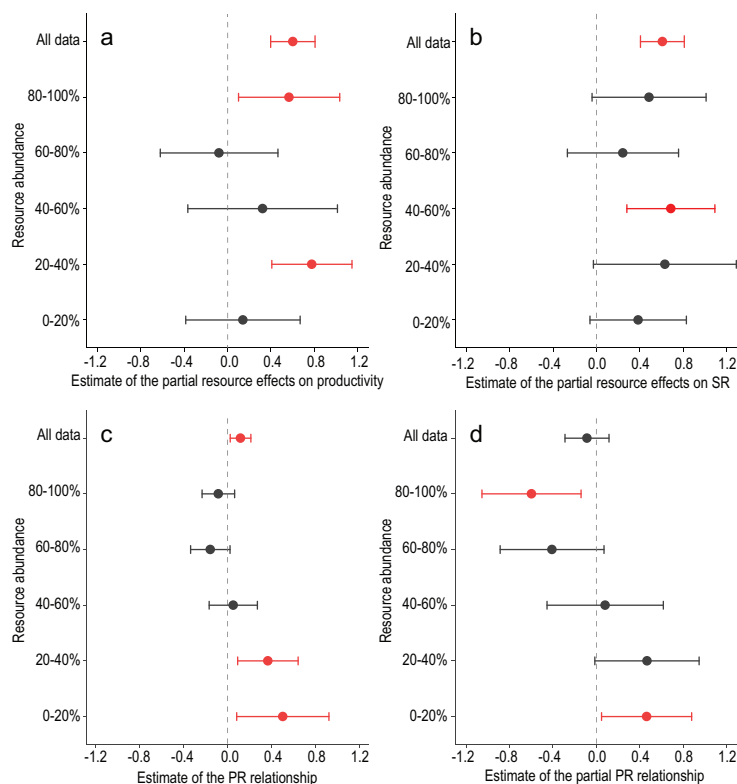 a
All data
80-100%
60-80%
40-60%
20-40%
0-20%
Resource abundance
-1.2 -0.8 -0.4 0.0 0.4 0.8 1.2
Estimate of the partial resource effects on productivity
b
All data
80-100%
60-80%
40-60%
20-40%
0-20%
Resource abundance
-1.2 -0.8 -0.4 0.0 0.4 0.8 1.2
Estimate of the partial resource effects on SR
c
All data
80-100%
60-80%
40-60%
20-40%
0-20%
Resource abundance
-1.2 -0.8 -0.4 0.0 0.4 0.8 1.2
Estimate of the PR relationship
d
All data
80-100%
60-80%
40-60%
20-40%
0-20%
Resource abundance
-1.2 -0.8 -0.4 0.0 0.4 0.8 1.2
Estimate of the partial PR relationship